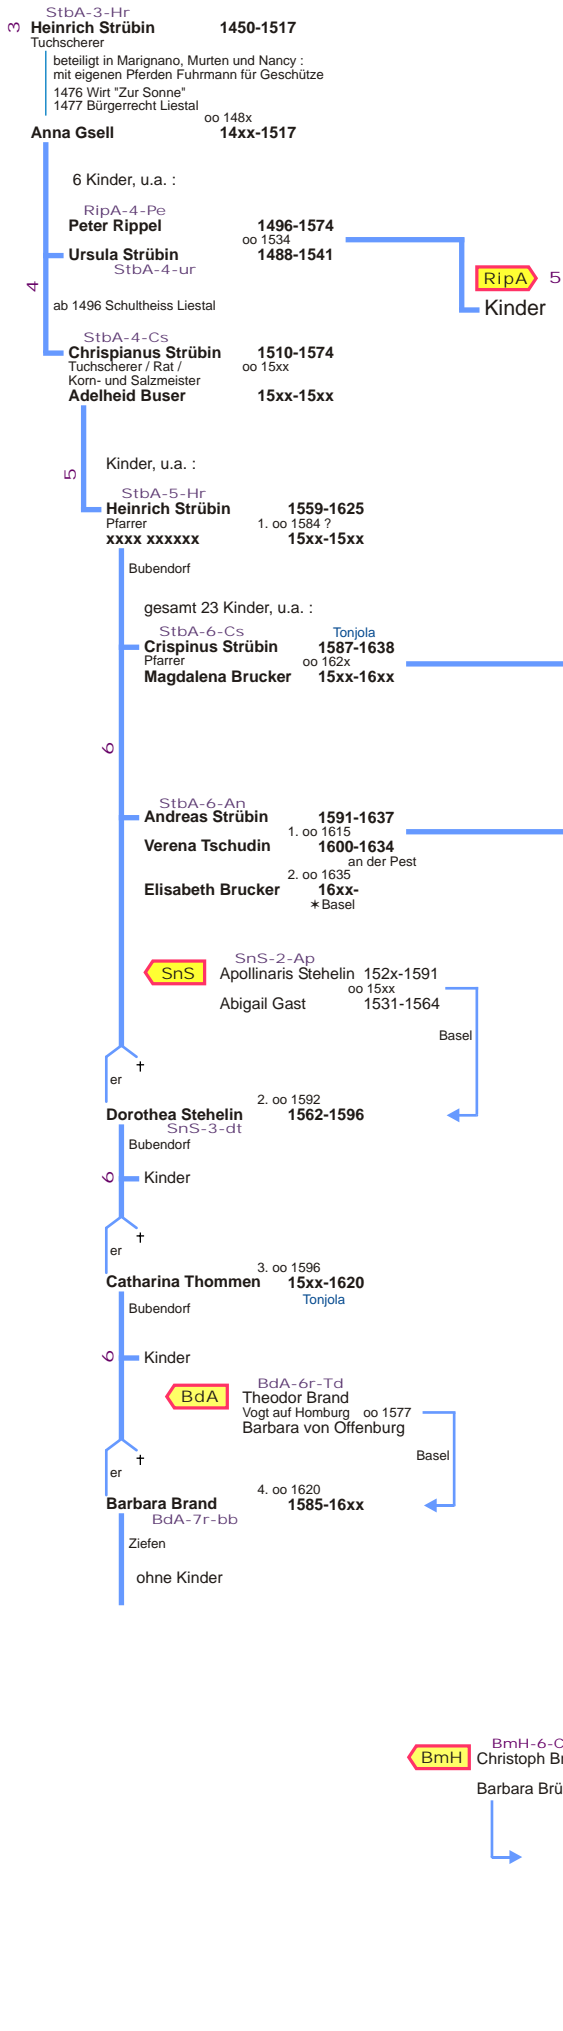 StbA-3-Hr
3
Heinrich Strübin 1450-1517
Tuchscherer
beteiligt in Marignano, Murten und Nancy :
mit eigenen Pferden Fuhrmann für Geschütze
1476 Wirt "Zur Sonne"
1477 Bürgerrecht Liestal
oo 148x
Anna Gsell 14xx-1517
6 Kinder, u.a. :
RipA-4-Pe
Peter Rippel 1496-1574
oo 1534
Ursula Strübin 1488-1541
StbA-4-ur
RipA 5
4
ab 1496 Schultheiss Liestal
Kinder
StbA-4-Cs
Chrispianus Strübin 1510-1574
Tuchscherer / Rat / oo 15xx
Korn- und Salzmeister
Adelheid Buser 15xx-15xx
Kinder, u.a. :
5
StbA-5-Hr
Heinrich Strübin 1559-1625
Pfarrer 1. oo 1584 ?
xxxx xxxxxx 15xx-15xx
Bubendorf
gesamt 23 Kinder, u.a. :
StbA-6-Cs Tonjola
Crispinus Strübin 1587-1638
Pfarrer oo 162x
Magdalena Brucker 15xx-16xx
6
StbA-6-An
Andreas Strübin 1591-1637
1. oo 1615
Verena Tschudin 1600-1634
an der Pest
2. oo 1635
Elisabeth Brucker 16xx-
✶Basel
SnS-2-Ap
SnS Apollinaris Stehelin 152x-1591
oo 15xx
Abigail Gast 1531-1564
Basel
†
er
2. oo 1592
Dorothea Stehelin 1562-1596
SnS-3-dt
Bubendorf
6 Kinder
†
er
3. oo 1596
Catharina Thommen 15xx-1620
Tonjola
Bubendorf
6 Kinder
BdA-6r-Td
BdA Theodor Brand
Vogt auf Homburg oo 1577
Barbara von Offenburg
Basel
†
er
4. oo 1620
Barbara Brand 1585-16xx
BdA-7r-bb
Ziefen
ohne Kinder
BmH-6-C
BmH Christoph B
Barbara Brü